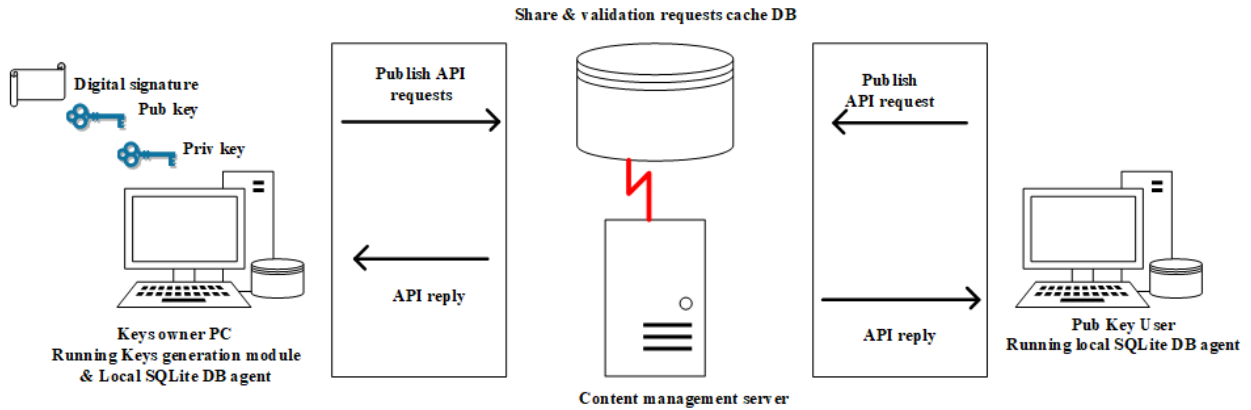 Share & validation requests cache DB
Digital signature
Pub key
Priv key
Publish API
requests
API reply
Keys owner PC
Running Keys generation module
& Local SQLite DB agent
Content management server
Publish
API request
API reply
Pub Key User
Running local SQLite DB agent